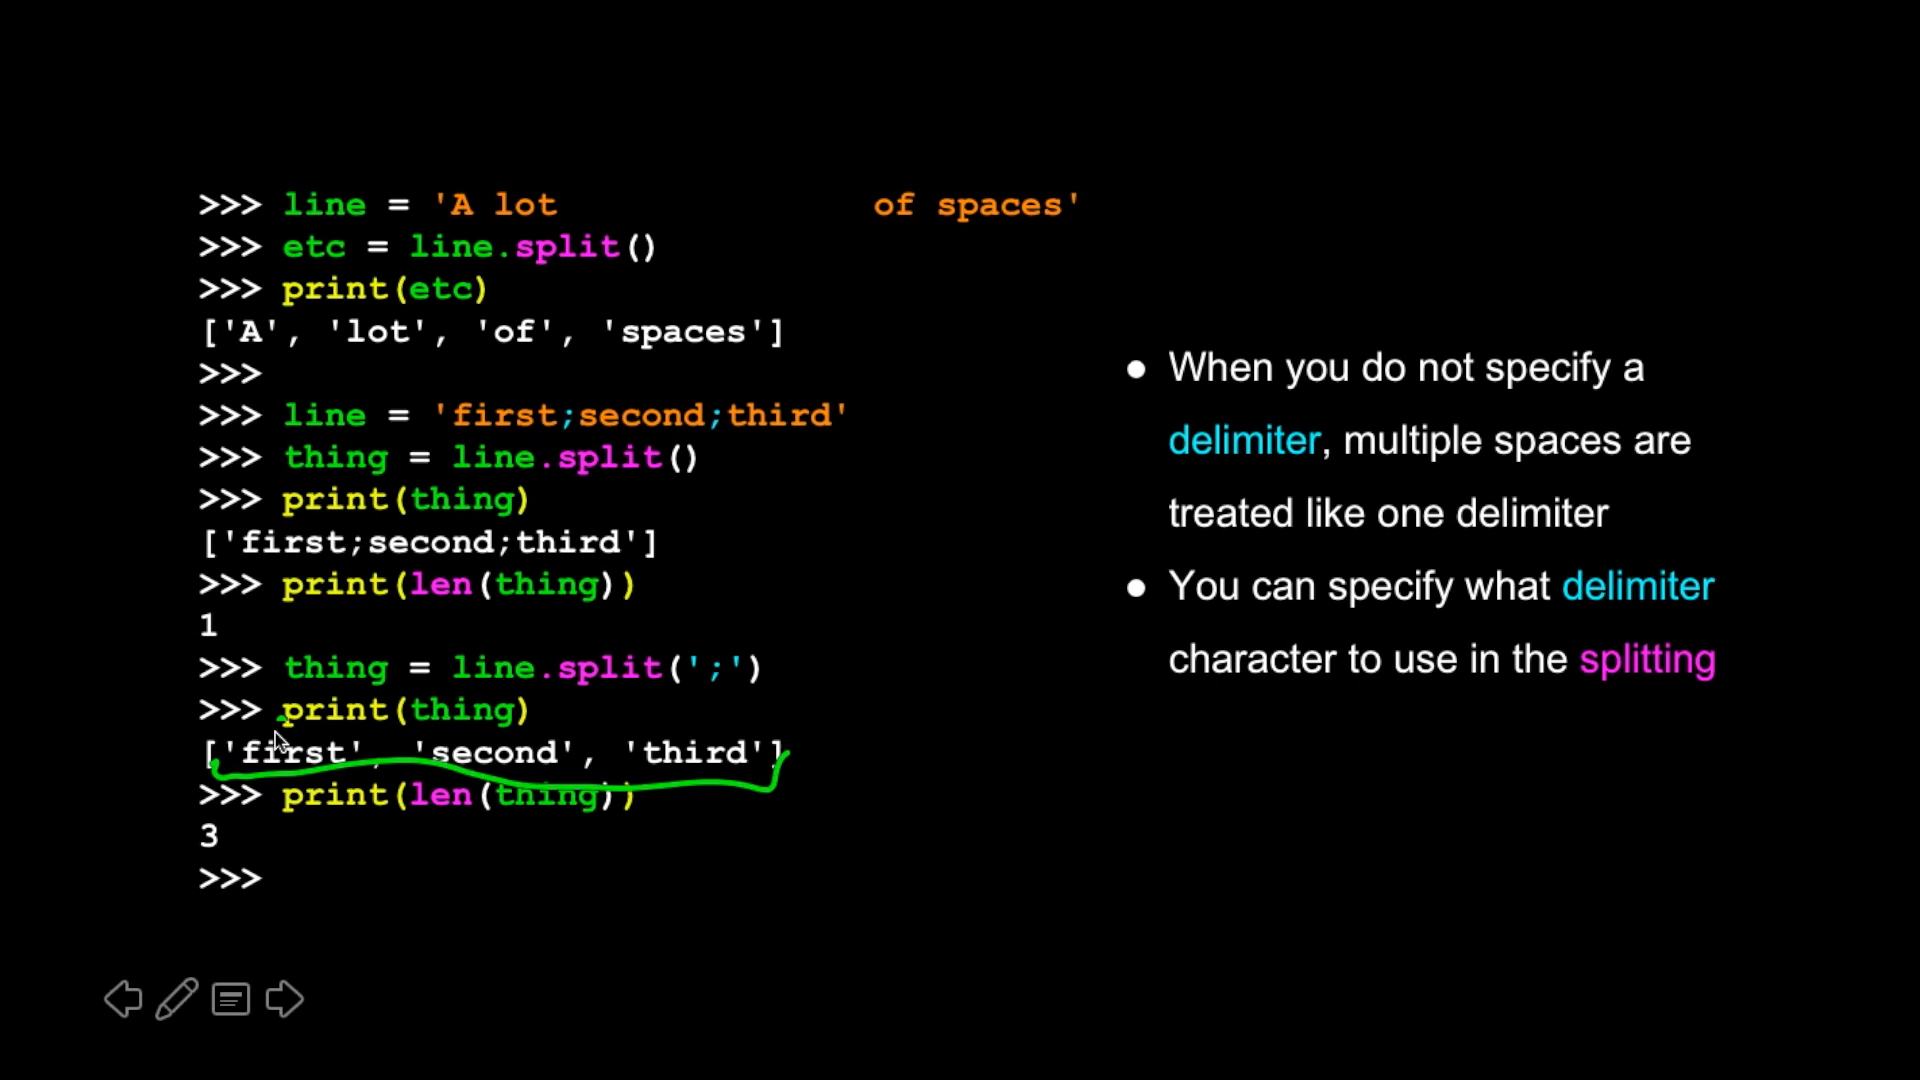 >>> line = 'A lot               of spaces'
>>> etc = line.split()
>>> print(etc)
['A', 'lot', 'of', 'spaces']
>>>
>>> line = 'first;second;third'
>>> thing = line.split()
>>> print(thing)
['first;second;third']
>>> print(len(thing))
1
>>> thing = line.split(';')
>>> print(thing)
['first', 'second', 'third']
>>> print(len(thing))
3
>>>
● When you do not specify a
delimiter, multiple spaces are
treated like one delimiter
● You can specify what delimiter
character to use in the splitting